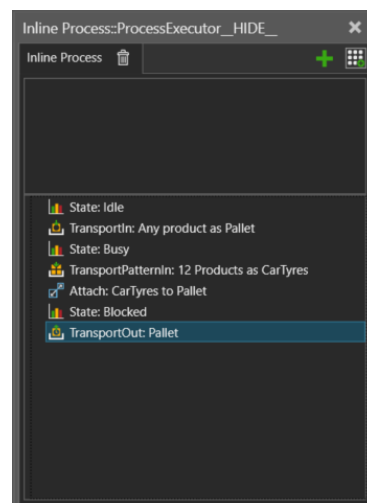 Inline Process::ProcessExecutor__HIDE__
Inline Process
State: Idle
TransportIn: Any product as Pallet
State: Busy
TransportPatternIn: 12 Products as CarTyres
Attach: CarTyres to Pallet
State: Blocked
TransportOut: Pallet